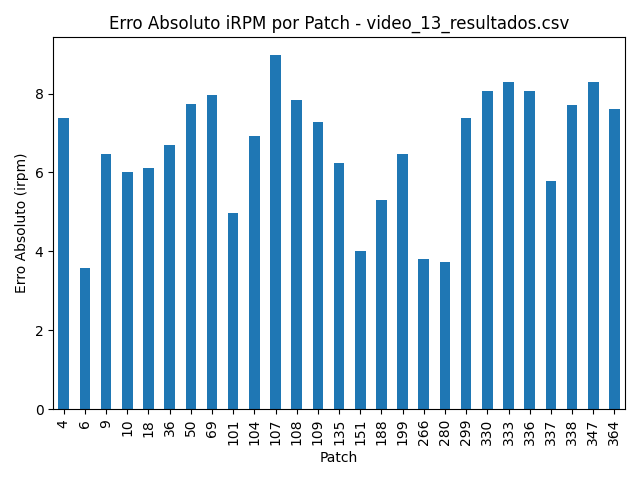 Erro Absoluto iRPM por Patch - video_13_resultados.csv
Erro Absoluto (irpm)
8
6
4
2
0
4 6 9 10 18 36 50 69 101 104 107 108 109 135 151 188 199 266 280 299 330 333 336 337 338 347 364
Patch